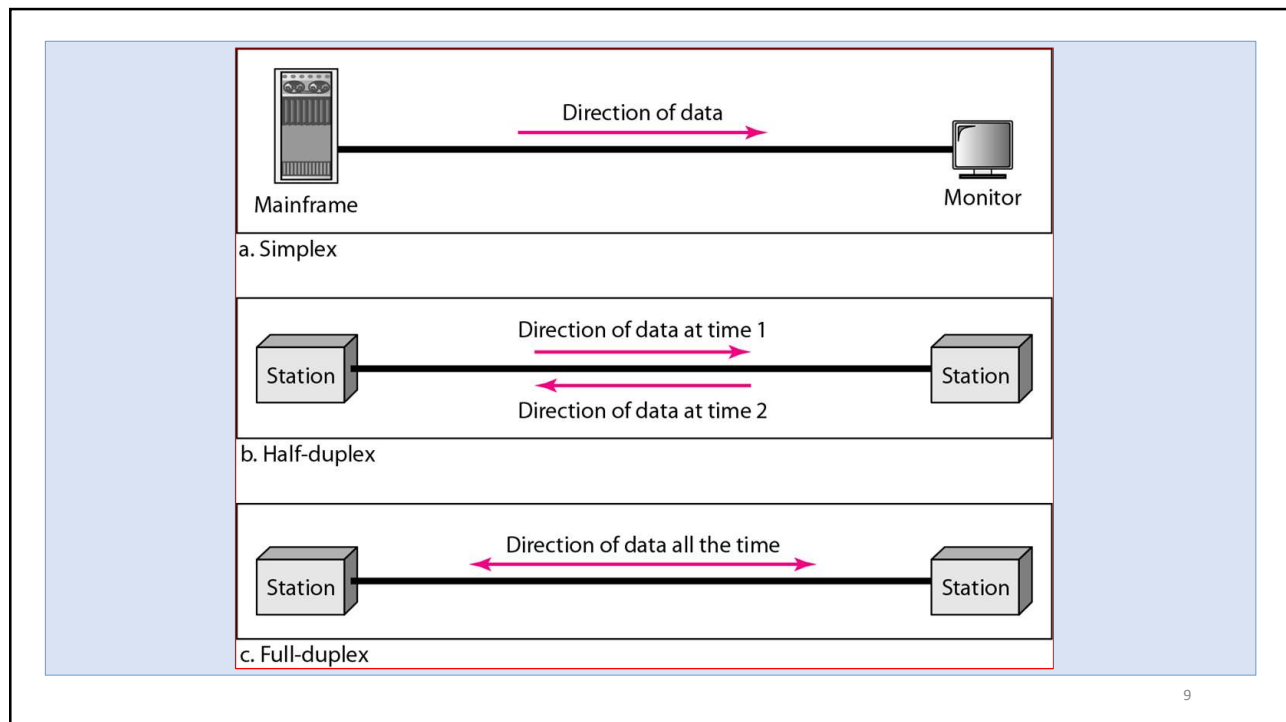 Direction of data
Mainframe
Monitor
a. Simplex
Direction of data at time 1
Station
Station
Direction of data at time 2
b. Half-duplex
Direction of data all the time
Station
Station
c. Full-duplex
9